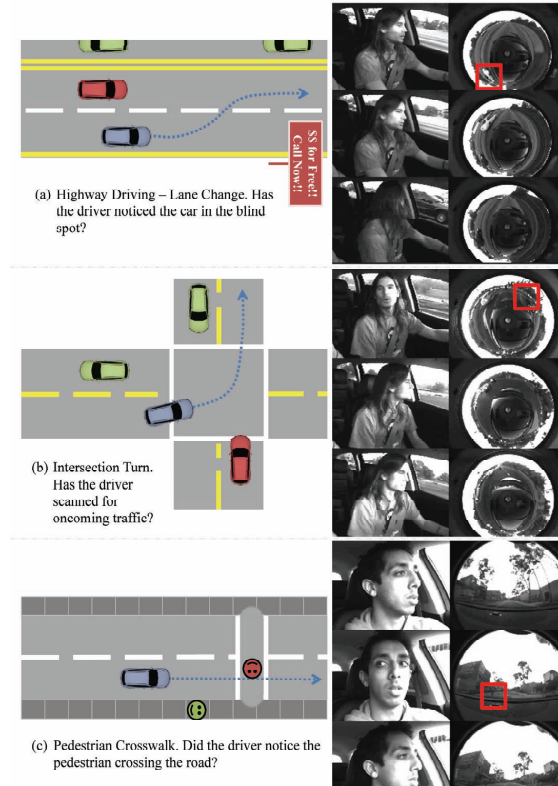 $$ for Free!!
Call Now!!
(a) Highway Driving – Lane Change. Has
the driver noticed the car in the blind
spot?
(b) Intersection Turn.
Has the driver
scanned for
oncoming traffic?
(c) Pedestrian Crosswalk. Did the driver notice the
pedestrian crossing the road?